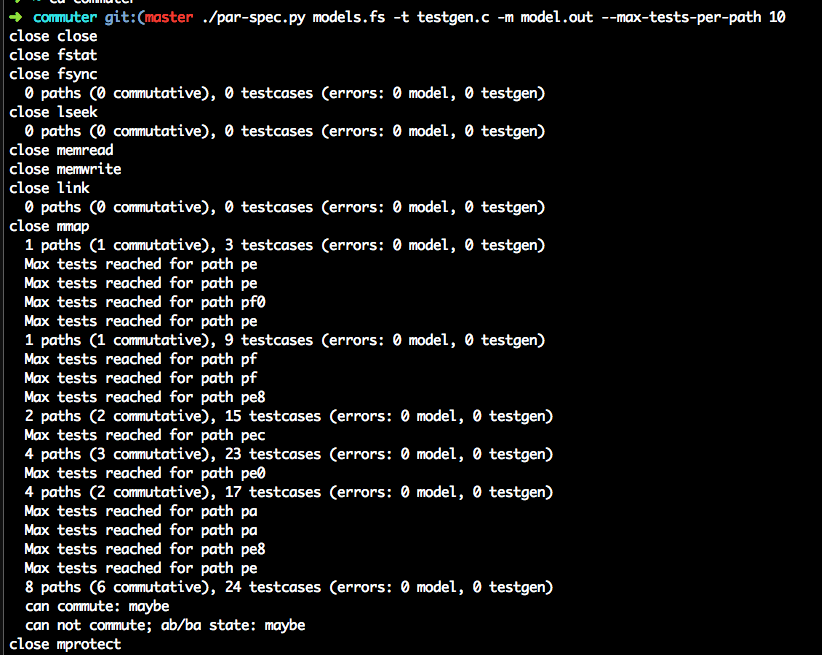 cd commuter
→ commuter git:(master ./par-spec.py models.fs -t testgen.c -m model.out --max-tests-per-path 10
close close
close fstat
close fsync
0 paths (0 commutative), 0 testcases (errors: 0 model, 0 testgen)
close lseek
0 paths (0 commutative), 0 testcases (errors: 0 model, 0 testgen)
close memread
close memwrite
close link
0 paths (0 commutative), 0 testcases (errors: 0 model, 0 testgen)
close mmap
1 paths (1 commutative), 3 testcases (errors: 0 model, 0 testgen)
Max tests reached for path pe
Max tests reached for path pe
Max tests reached for path pf0
Max tests reached for path pe
1 paths (1 commutative), 9 testcases (errors: 0 model, 0 testgen)
Max tests reached for path pf
Max tests reached for path pf
Max tests reached for path pe8
2 paths (2 commutative), 15 testcases (errors: 0 model, 0 testgen)
Max tests reached for path pec
4 paths (3 commutative), 23 testcases (errors: 0 model, 0 testgen)
Max tests reached for path pe0
4 paths (2 commutative), 17 testcases (errors: 0 model, 0 testgen)
Max tests reached for path pa
Max tests reached for path pa
Max tests reached for path pe8
Max tests reached for path pe
8 paths (6 commutative), 24 testcases (errors: 0 model, 0 testgen)
can commute: maybe
can not commute; ab/ba state: maybe
close mprotect